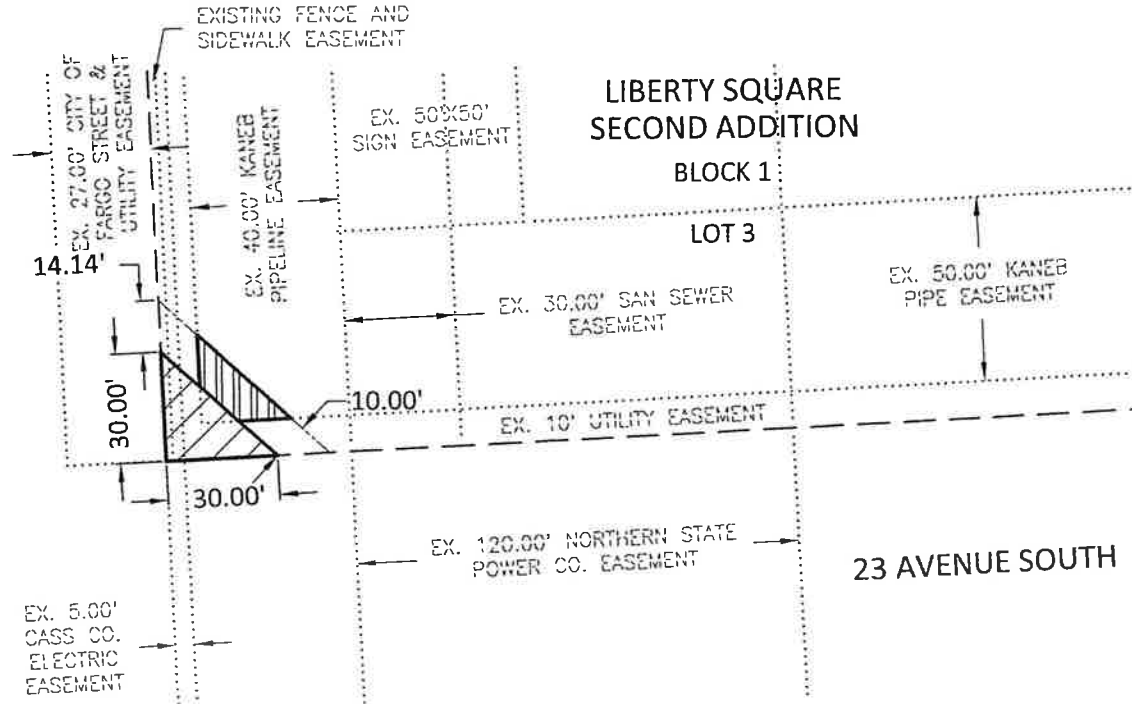 EXISTING FENCE AND
SIDEWALK EASEMENT
EX. 27.00' CITY OF
FARGO STREET &
UTILITY EASEMENT
EX. 40.00' KANEB
PIPELINE EASEMENT
EX. 50'X50'
SIGN EASEMENT
LIBERTY SQUARE
SECOND ADDITION
BLOCK 1
LOT 3
14.14'
EX. 30.00' SAN SEWER
EASEMENT
EX. 50.00' KANEB
PIPE EASEMENT
30.00'
10.00'
EX. 10' UTILITY EASEMENT
30.00'
EX. 120.00' NORTHERN STATE
POWER CO. EASEMENT
23 AVENUE SOUTH
EX. 5.00'
CASS CO.
ELECTRIC
EASEMENT